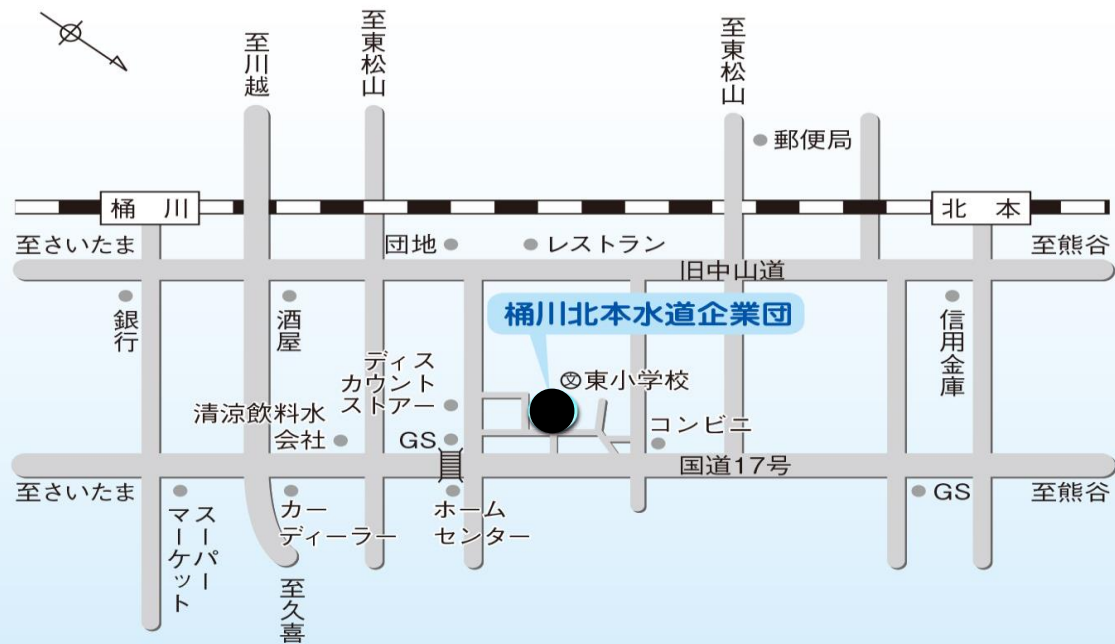 至川越
至東松山
至東松山
郵便局
桶川
北本
至さいたま
団地
レストラン
旧中山道
至熊谷
銀行
酒屋
桶川北本水道企業団
信用金庫
ディス
カウント
ストアー
東小学校
清涼飲料水
会社
GS
コンビニ
国道17号
至さいたま
スーパー
マーケット
カー
ディーラー
ホーム
センター
GS
至熊谷
至久喜